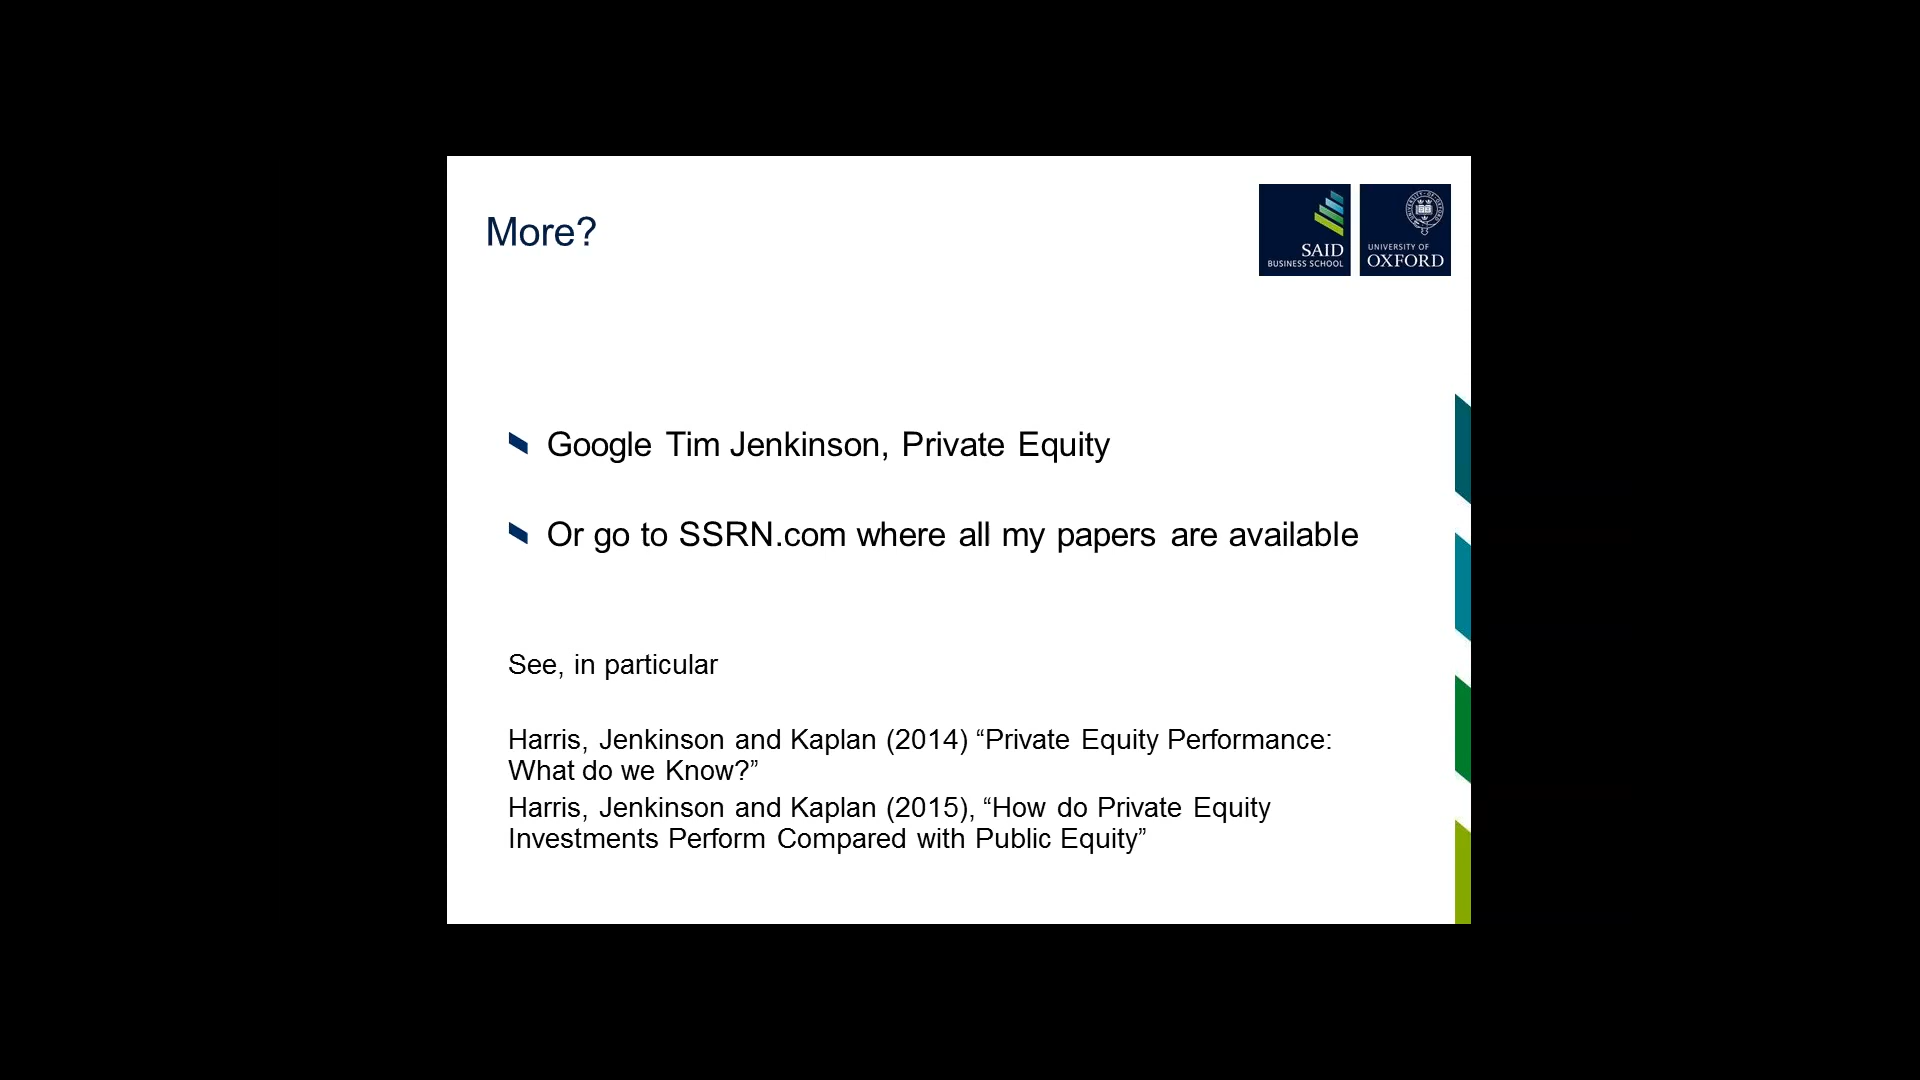 More?
SAID
BUSINESS SCHOOL
UNIVERSITY OF
OXFORD
Google Tim Jenkinson, Private Equity
Or go to SSRN.com where all my papers are available
See, in particular
Harris, Jenkinson and Kaplan (2014) “Private Equity Performance:
What do we Know?”
Harris, Jenkinson and Kaplan (2015), “How do Private Equity
Investments Perform Compared with Public Equity”